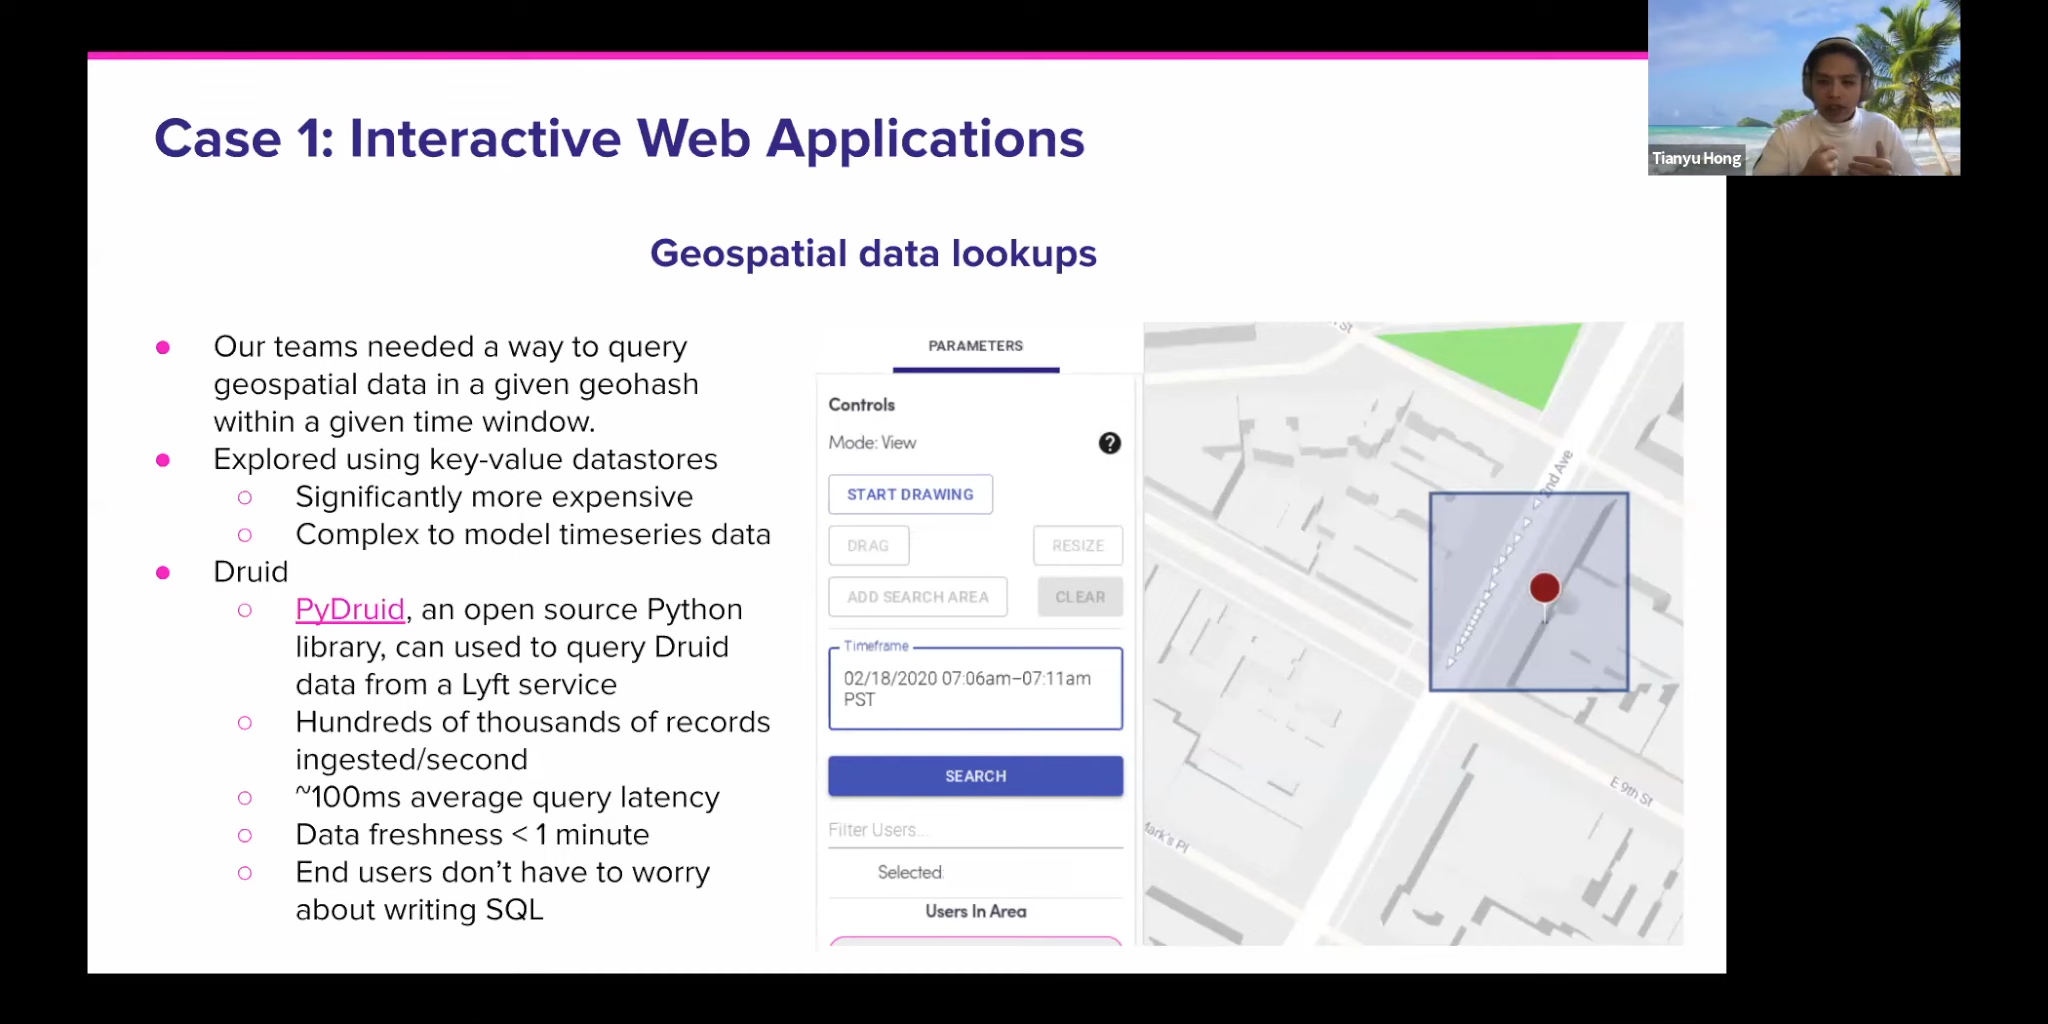 Tianyu Hong
Case 1: Interactive Web Applications
Geospatial data lookups
Our teams needed a way to query
geospatial data in a given geohash
within a given time window.
Explored using key-value datastores
Significantly more expensive
Complex to model timeseries data
Druid
PyDruid, an open source Python
library, can used to query Druid
data from a Lyft service
Hundreds of thousands of records
ingested/second
~100ms average query latency
Data freshness < 1 minute
End users don't have to worry
about writing SQL
PARAMETERS
Controls
Mode: View
?
START DRAWING
DRAG
RESIZE
ADD SEARCH AREA
CLEAR
Timeframe
02/18/2020 07:06am–07:11am
PST
SEARCH
Filter Users...
Selected:
Users In Area
St
2nd Ave
E 9th St
Mark's Pl